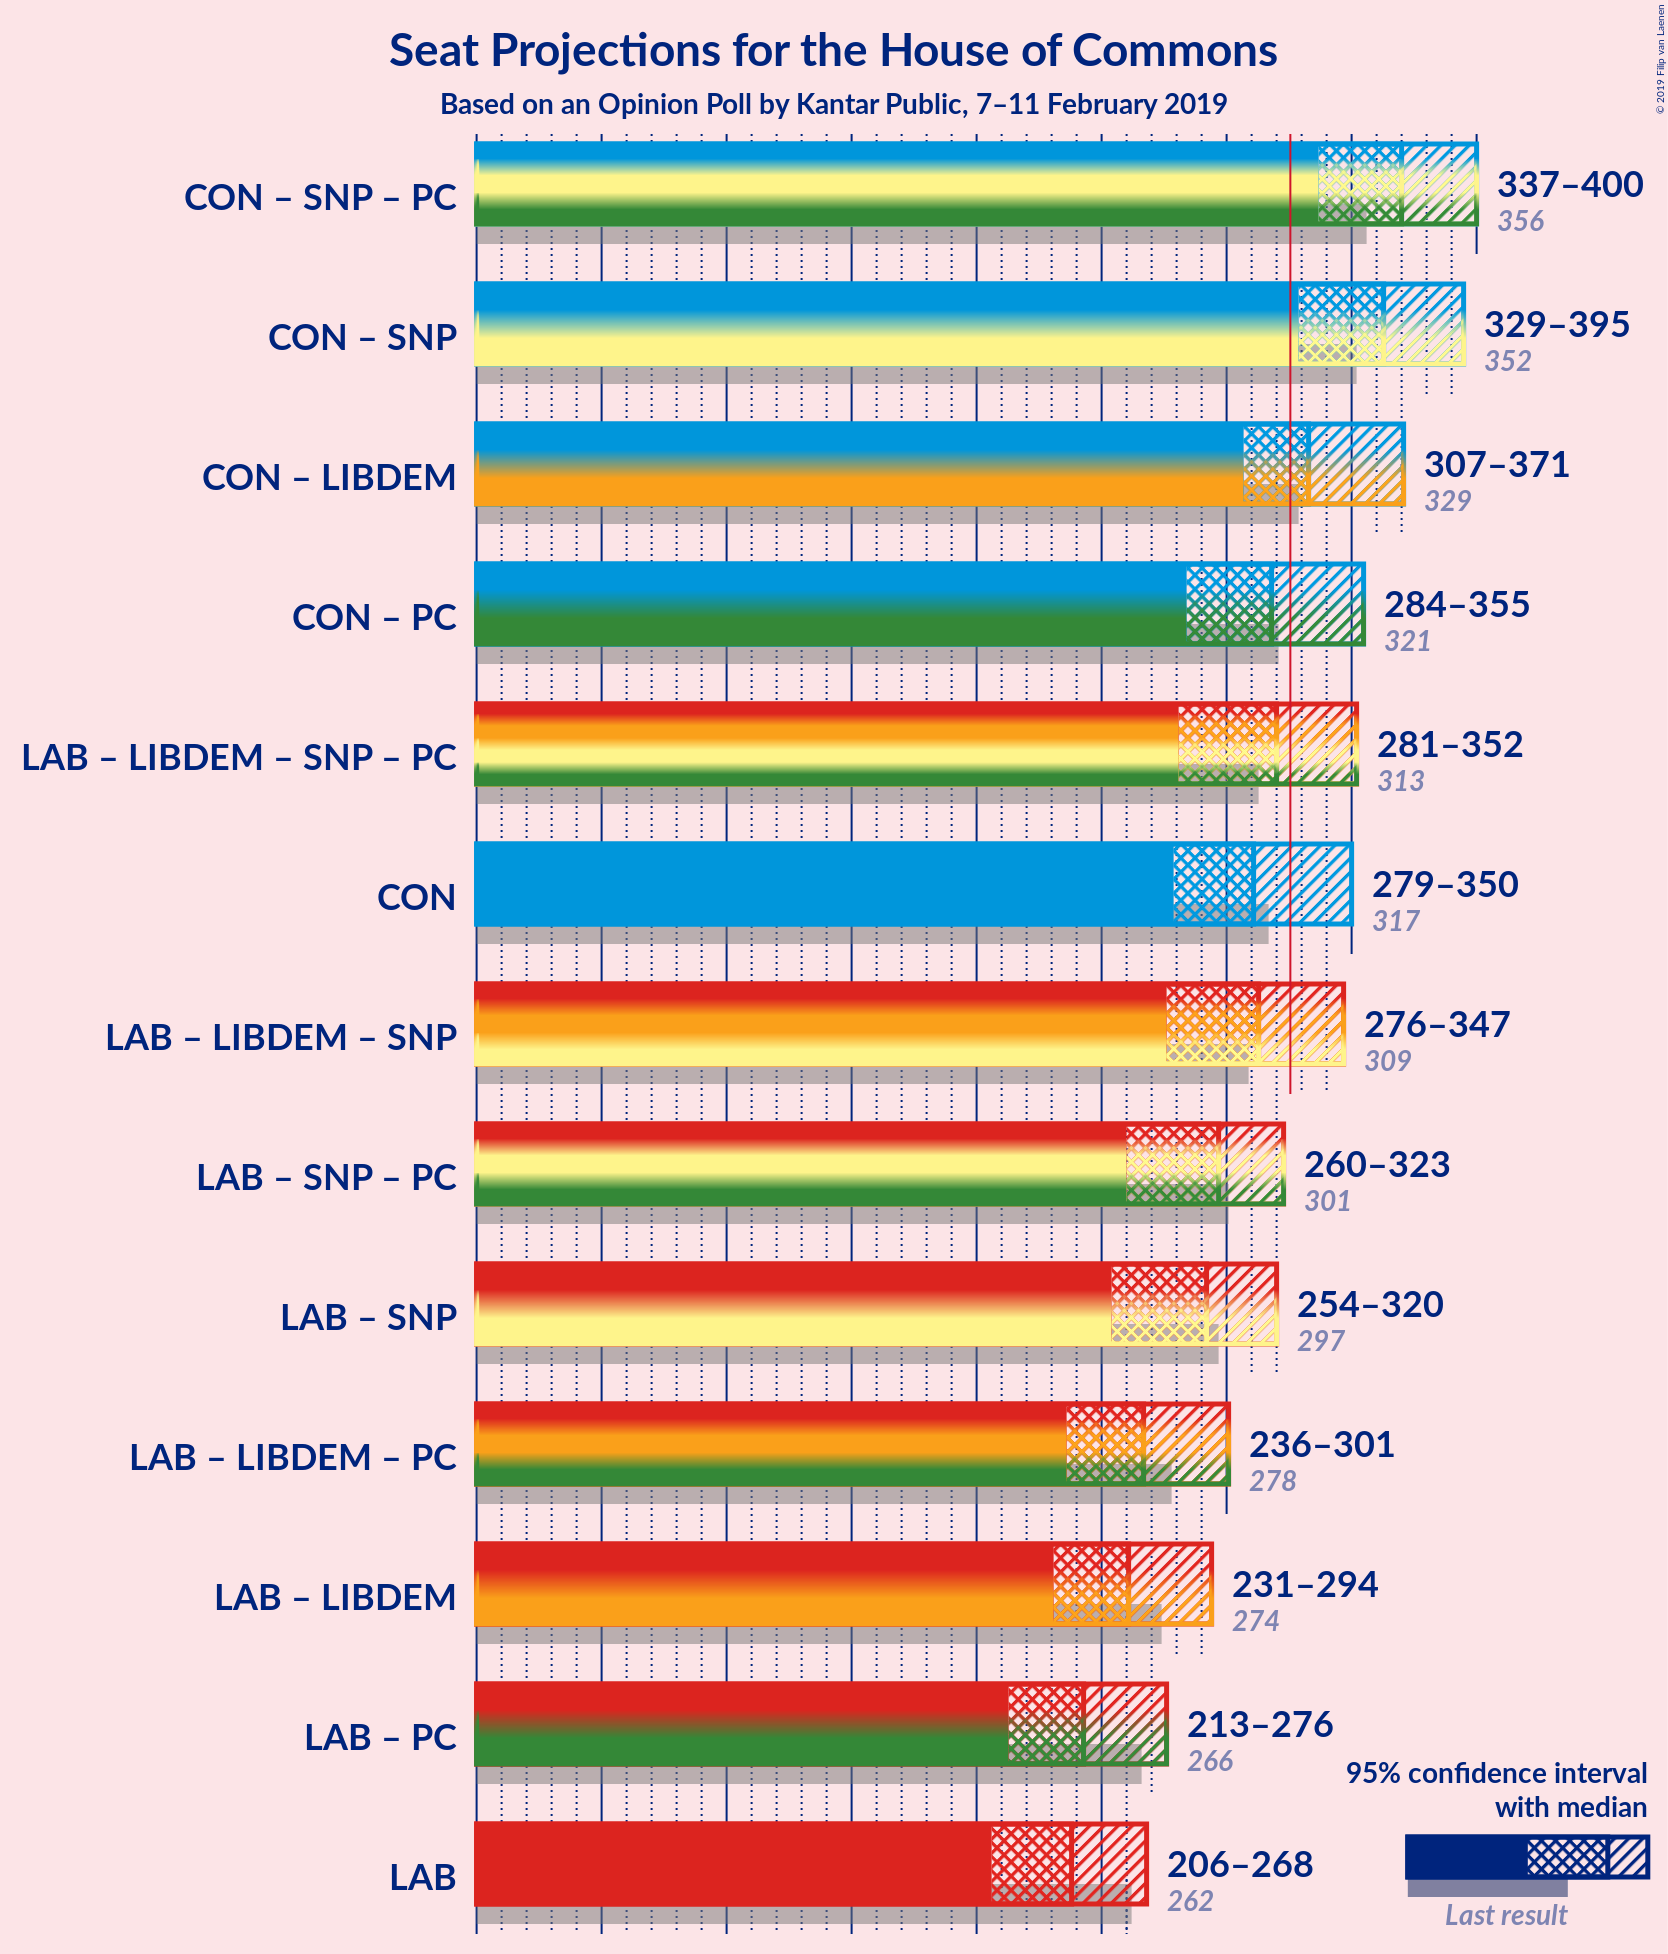 Seat Projections for the House of Commons
Based on an Opinion Poll by Kantar Public, 7–11 February 2019
© 2019 Filip van Laenen
CON – SNP – PC
337–400
356
CON – SNP
329–395
352
CON – LIBDEM
307–371
329
CON – PC
284–355
321
LAB – LIBDEM – SNP – PC
281–352
313
CON
279–350
317
LAB – LIBDEM – SNP
276–347
309
LAB – SNP – PC
260–323
301
LAB – SNP
254–320
297
LAB – LIBDEM – PC
236–301
278
LAB – LIBDEM
231–294
274
LAB – PC
213–276
266
LAB
206–268
262
95% confidence interval
with median
Last result